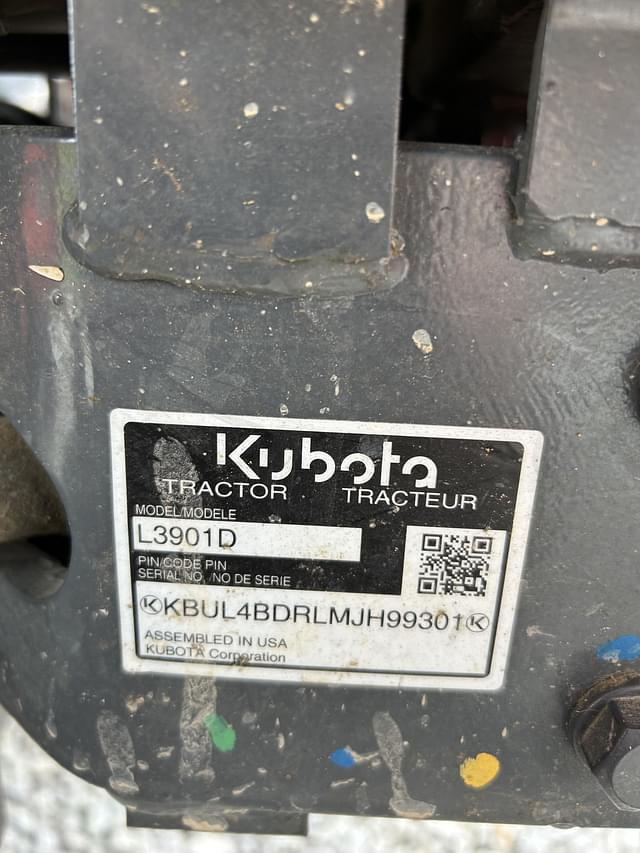 Kubota
TRACTOR TRACTEUR
MODEL/MODELE
L3901D
PIN/CODE PIN
SERIAL NO./NO DE SERIE
KBUL4BDRLMJH99301
ASSEMBLED IN USA
KUBOTA Corporation